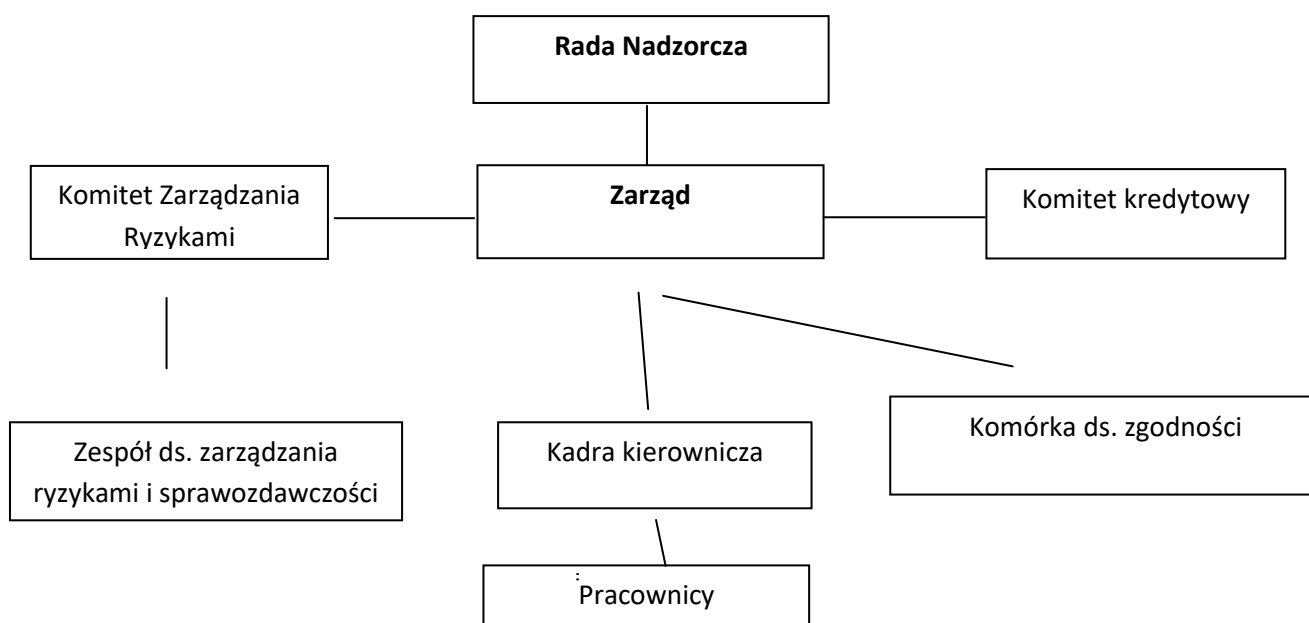 Rada Nadzorcza
Komitet Zarządzania
Ryzykami
Zarząd
Komitet kredytowy
Zespół ds. zarządzania
ryzykami i sprawozdawczości
Kadra kierownicza
Komórka ds. zgodności
Pracownicy